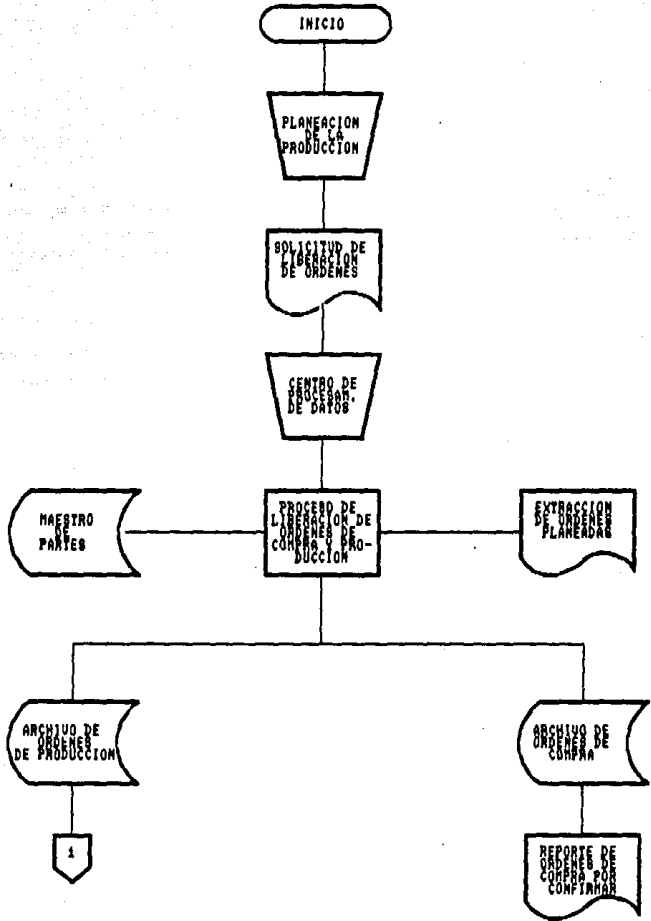 INICIO
PLANEACION
DE LA
PRODUCCION
SOLICITUD DE
LIBERACION
DE ORDENES
CENTRO DE
PROCESAM.
DE DATOS
MAESTRO
DE
PARTES
PROCESO DE
LIBERACION DE
ORDENES DE
COMPRA Y PRO-
DUCCION
EXTRACCION
DE ORDENES
PLANEADAS
ARCHIVO DE
ORDENES
DE PRODUCCION
ARCHIVO DE
ORDENES DE
COMPRA
1
REPORTE DE
ORDENES DE
COMPRA POR
CONFIRMAR